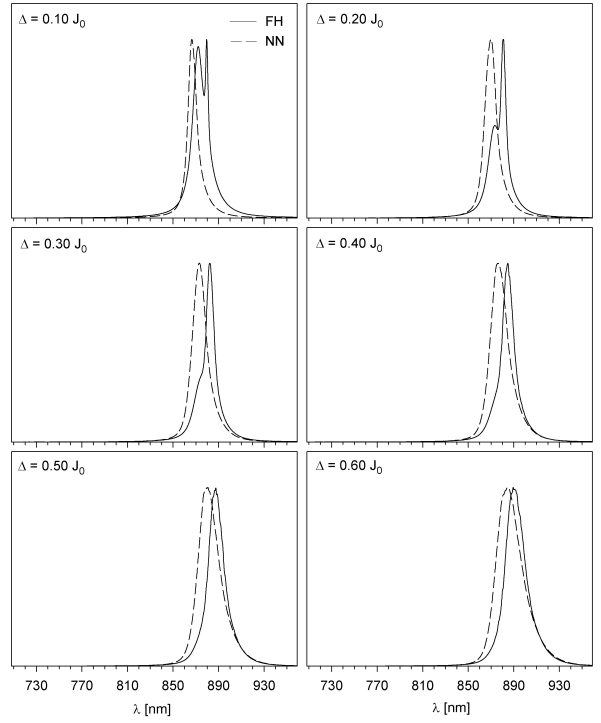 Δ = 0.10 J₀
FH
NN
Δ = 0.20 J₀
Δ = 0.30 J₀
Δ = 0.40 J₀
Δ = 0.50 J₀
Δ = 0.60 J₀
730 770 810 850 890 930
730 770 810 850 890 930
λ [nm]
λ [nm]